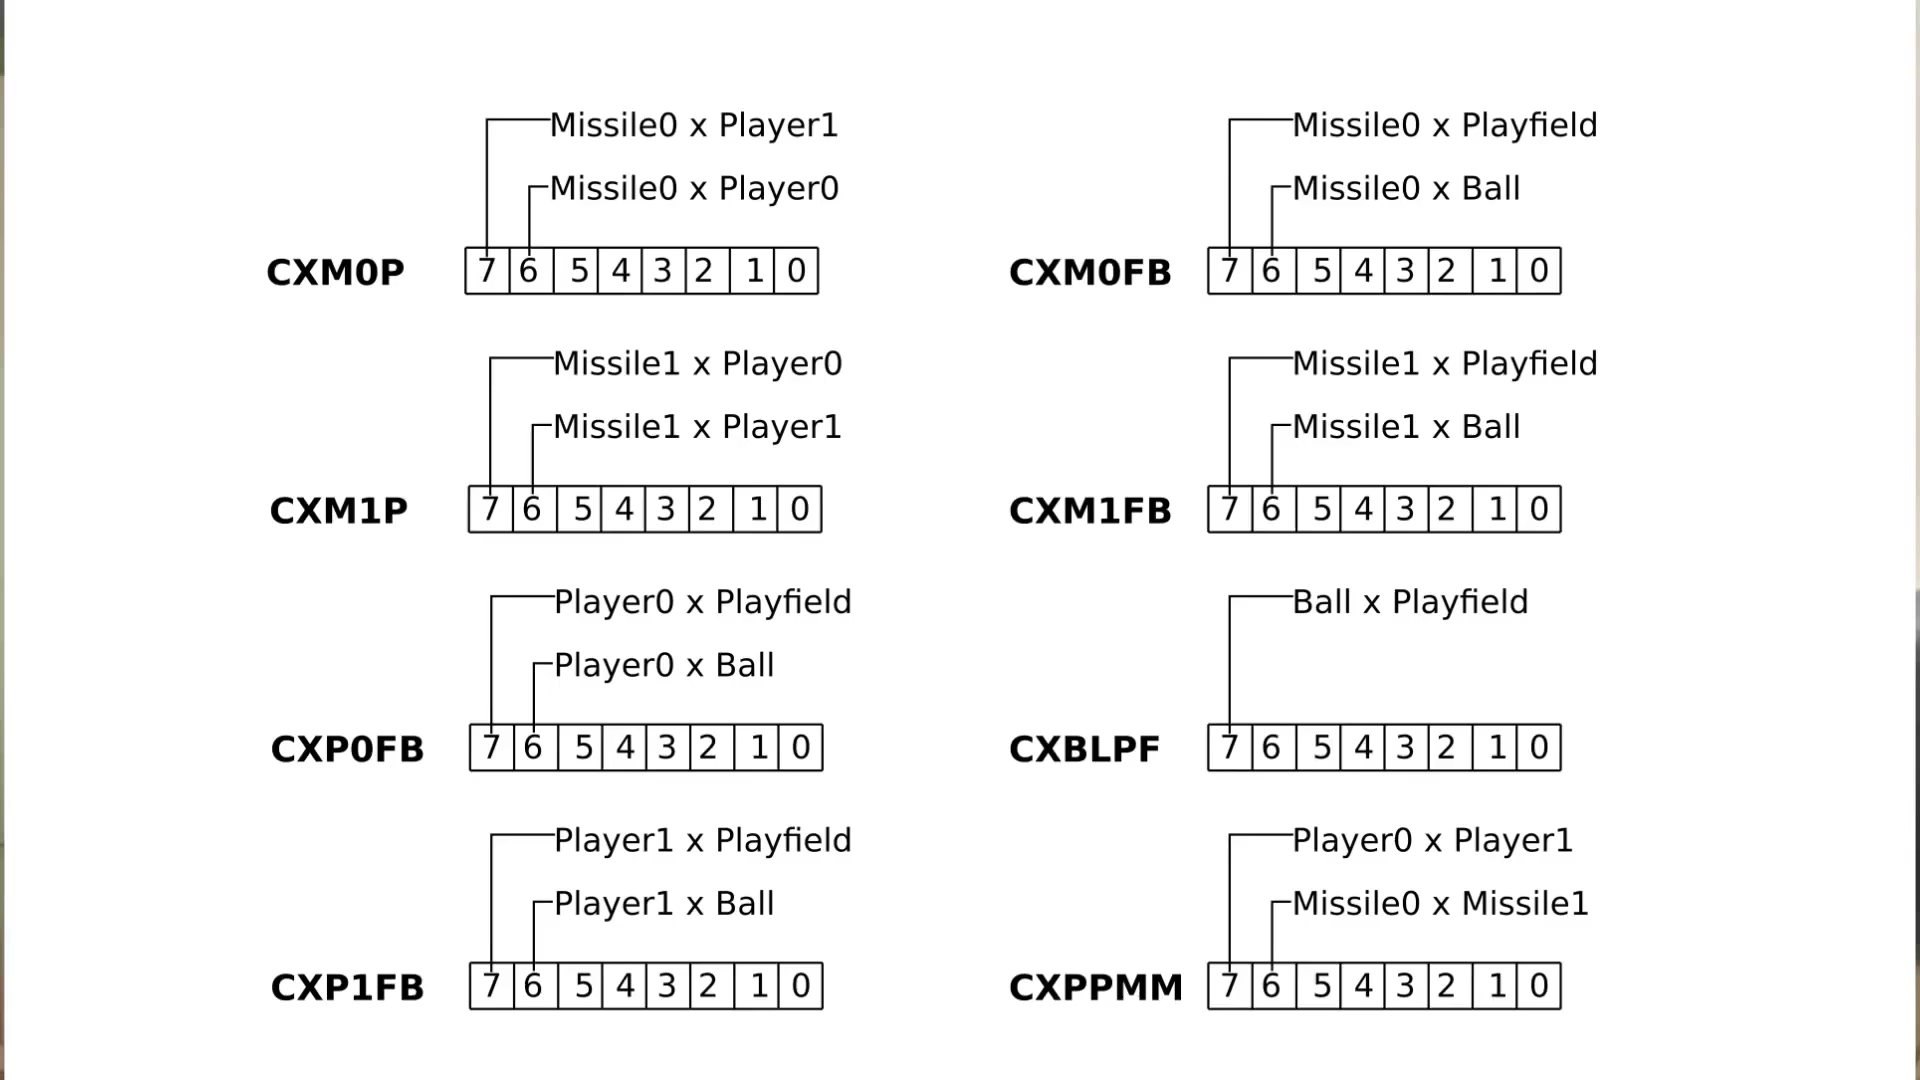 Missile0 x Player1
Missile0 x Player0
CXM0P 7 6 5 4 3 2 1 0
Missile0 x Playfield
Missile0 x Ball
CXM0FB 7 6 5 4 3 2 1 0
Missile1 x Player0
Missile1 x Player1
CXM1P 7 6 5 4 3 2 1 0
Missile1 x Playfield
Missile1 x Ball
CXM1FB 7 6 5 4 3 2 1 0
Player0 x Playfield
Player0 x Ball
CXP0FB 7 6 5 4 3 2 1 0
Ball x Playfield
CXBLPF 7 6 5 4 3 2 1 0
Player1 x Playfield
Player1 x Ball
CXP1FB 7 6 5 4 3 2 1 0
Player0 x Player1
Missile0 x Missile1
CXPPMM 7 6 5 4 3 2 1 0